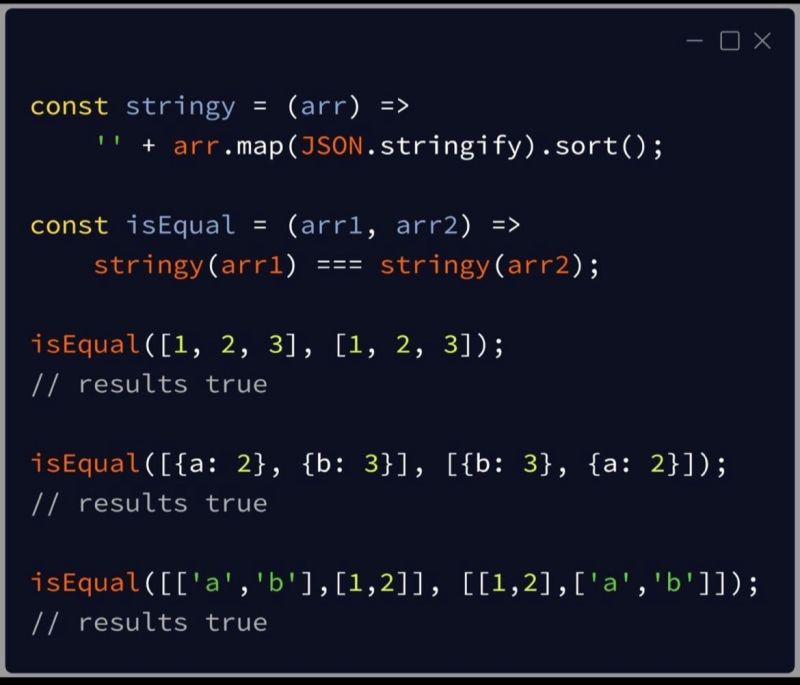 const stringy = (arr) =>
    '' + arr.map(JSON.stringify).sort();
const isEqual = (arr1, arr2) =>
    stringy(arr1) === stringy(arr2);
isEqual([1, 2, 3], [1, 2, 3]);
// results true
isEqual([{a: 2}, {b: 3}], [{b: 3}, {a: 2}]);
// results true
isEqual([['a','b'],[1,2]], [[1,2],['a','b']]);
// results true